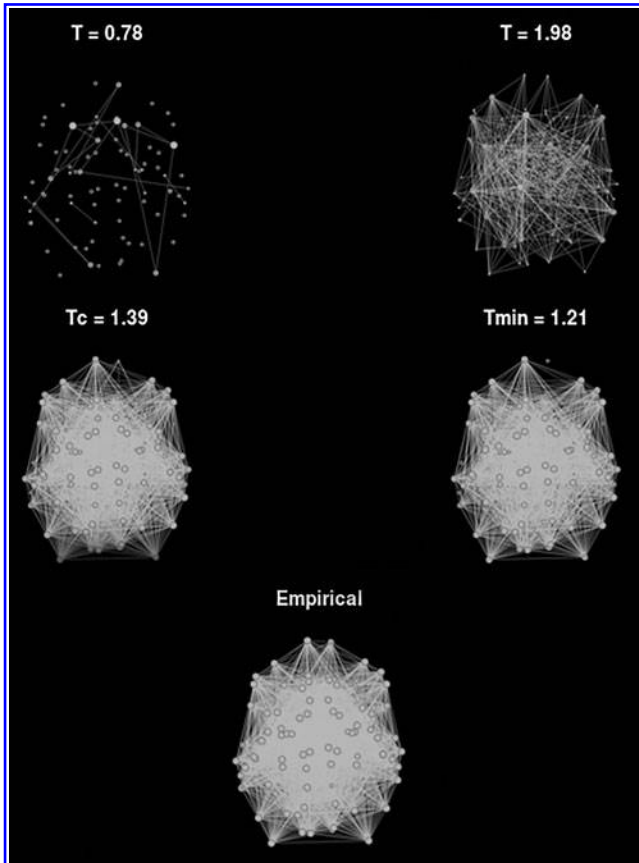 T = 0.78
T = 1.98
Tc = 1.39
Tmin = 1.21
Empirical